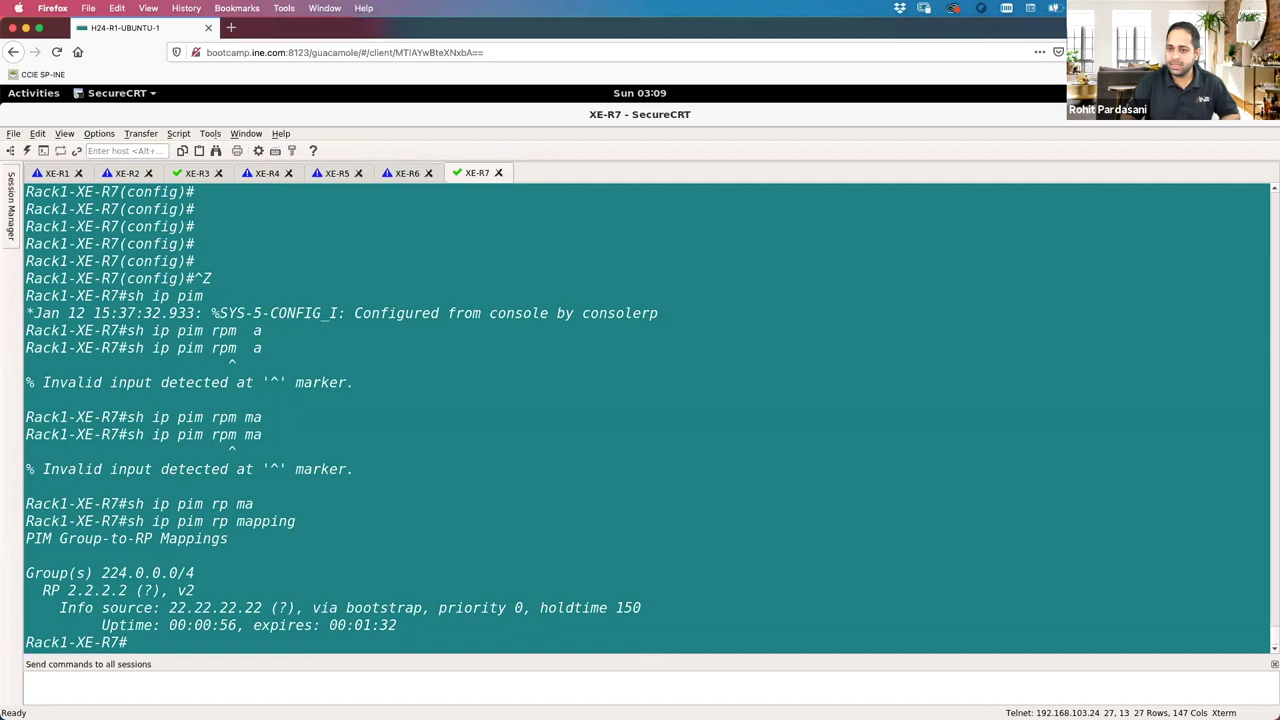 Firefox File Edit View History Bookmarks Tools Window Help
H24-R1-UBUNTU-1
bootcamp.ine.com:8123/guacamole/#/client/MTIAYwBteXNxbA==
CCIE SP-INE
Rohit Pardasani
Activities SecureCRT Sun 03:09
XE-R7 - SecureCRT
File Edit View Options Transfer Script Tools Window Help
Enter host <Alt+...
XE-R1 XE-R2 XE-R3 XE-R4 XE-R5 XE-R6 XE-R7
Session Manager
Rack1-XE-R7(config)#
Rack1-XE-R7(config)#
Rack1-XE-R7(config)#
Rack1-XE-R7(config)#
Rack1-XE-R7(config)#
Rack1-XE-R7(config)#^Z
Rack1-XE-R7#sh ip pim
*Jan 12 15:37:32.933: %SYS-5-CONFIG_I: Configured from console by consolerp
Rack1-XE-R7#sh ip pim rpm  a
Rack1-XE-R7#sh ip pim rpm  a
^
% Invalid input detected at '^' marker.
Rack1-XE-R7#sh ip pim rpm ma
Rack1-XE-R7#sh ip pim rpm ma
^
% Invalid input detected at '^' marker.
Rack1-XE-R7#sh ip pim rp ma
Rack1-XE-R7#sh ip pim rp mapping
PIM Group-to-RP Mappings
Group(s) 224.0.0.0/4
RP 2.2.2.2 (?), v2
Info source: 22.22.22.22 (?), via bootstrap, priority 0, holdtime 150
Uptime: 00:00:56, expires: 00:01:32
Rack1-XE-R7#
Send commands to all sessions
Ready
Telnet: 192.168.103.24 27, 13 27 Rows, 147 Cols Xterm